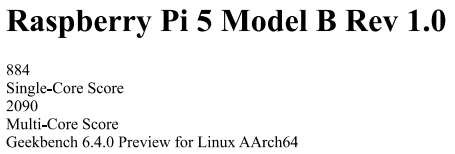 Raspberry Pi 5 Model B Rev 1.0
884
Single-Core Score
2090
Multi-Core Score
Geekbench 6.4.0 Preview for Linux AArch64